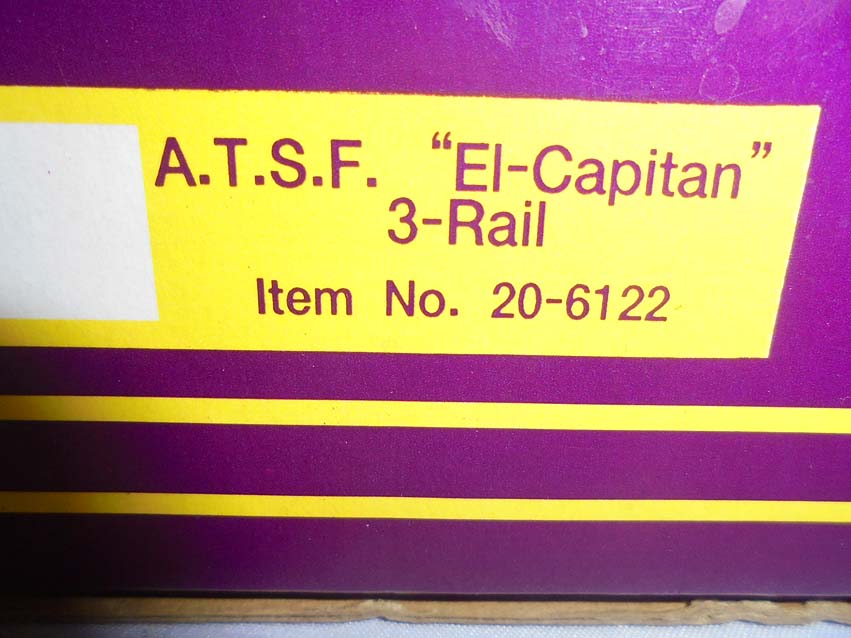 A.T.S.F. “El-Capitan”
3-Rail
Item No. 20-6122